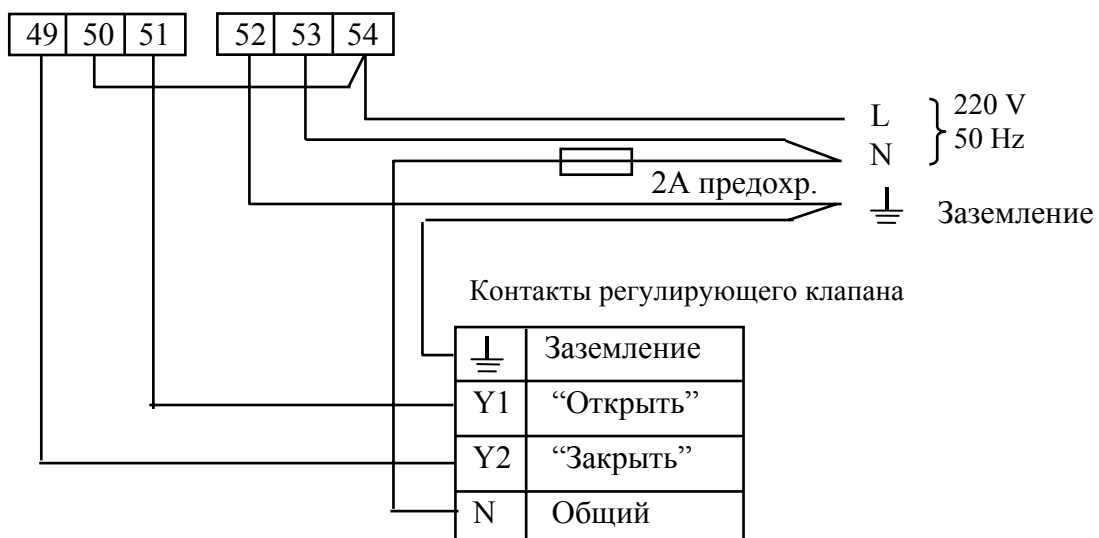 49 50 51 52 53 54
L
220 V
50 Hz
N
2А предохр.
Заземление
Контакты регулирующего клапана
Заземление
Y1 “Открыть”
Y2 “Закрыть”
N Общий